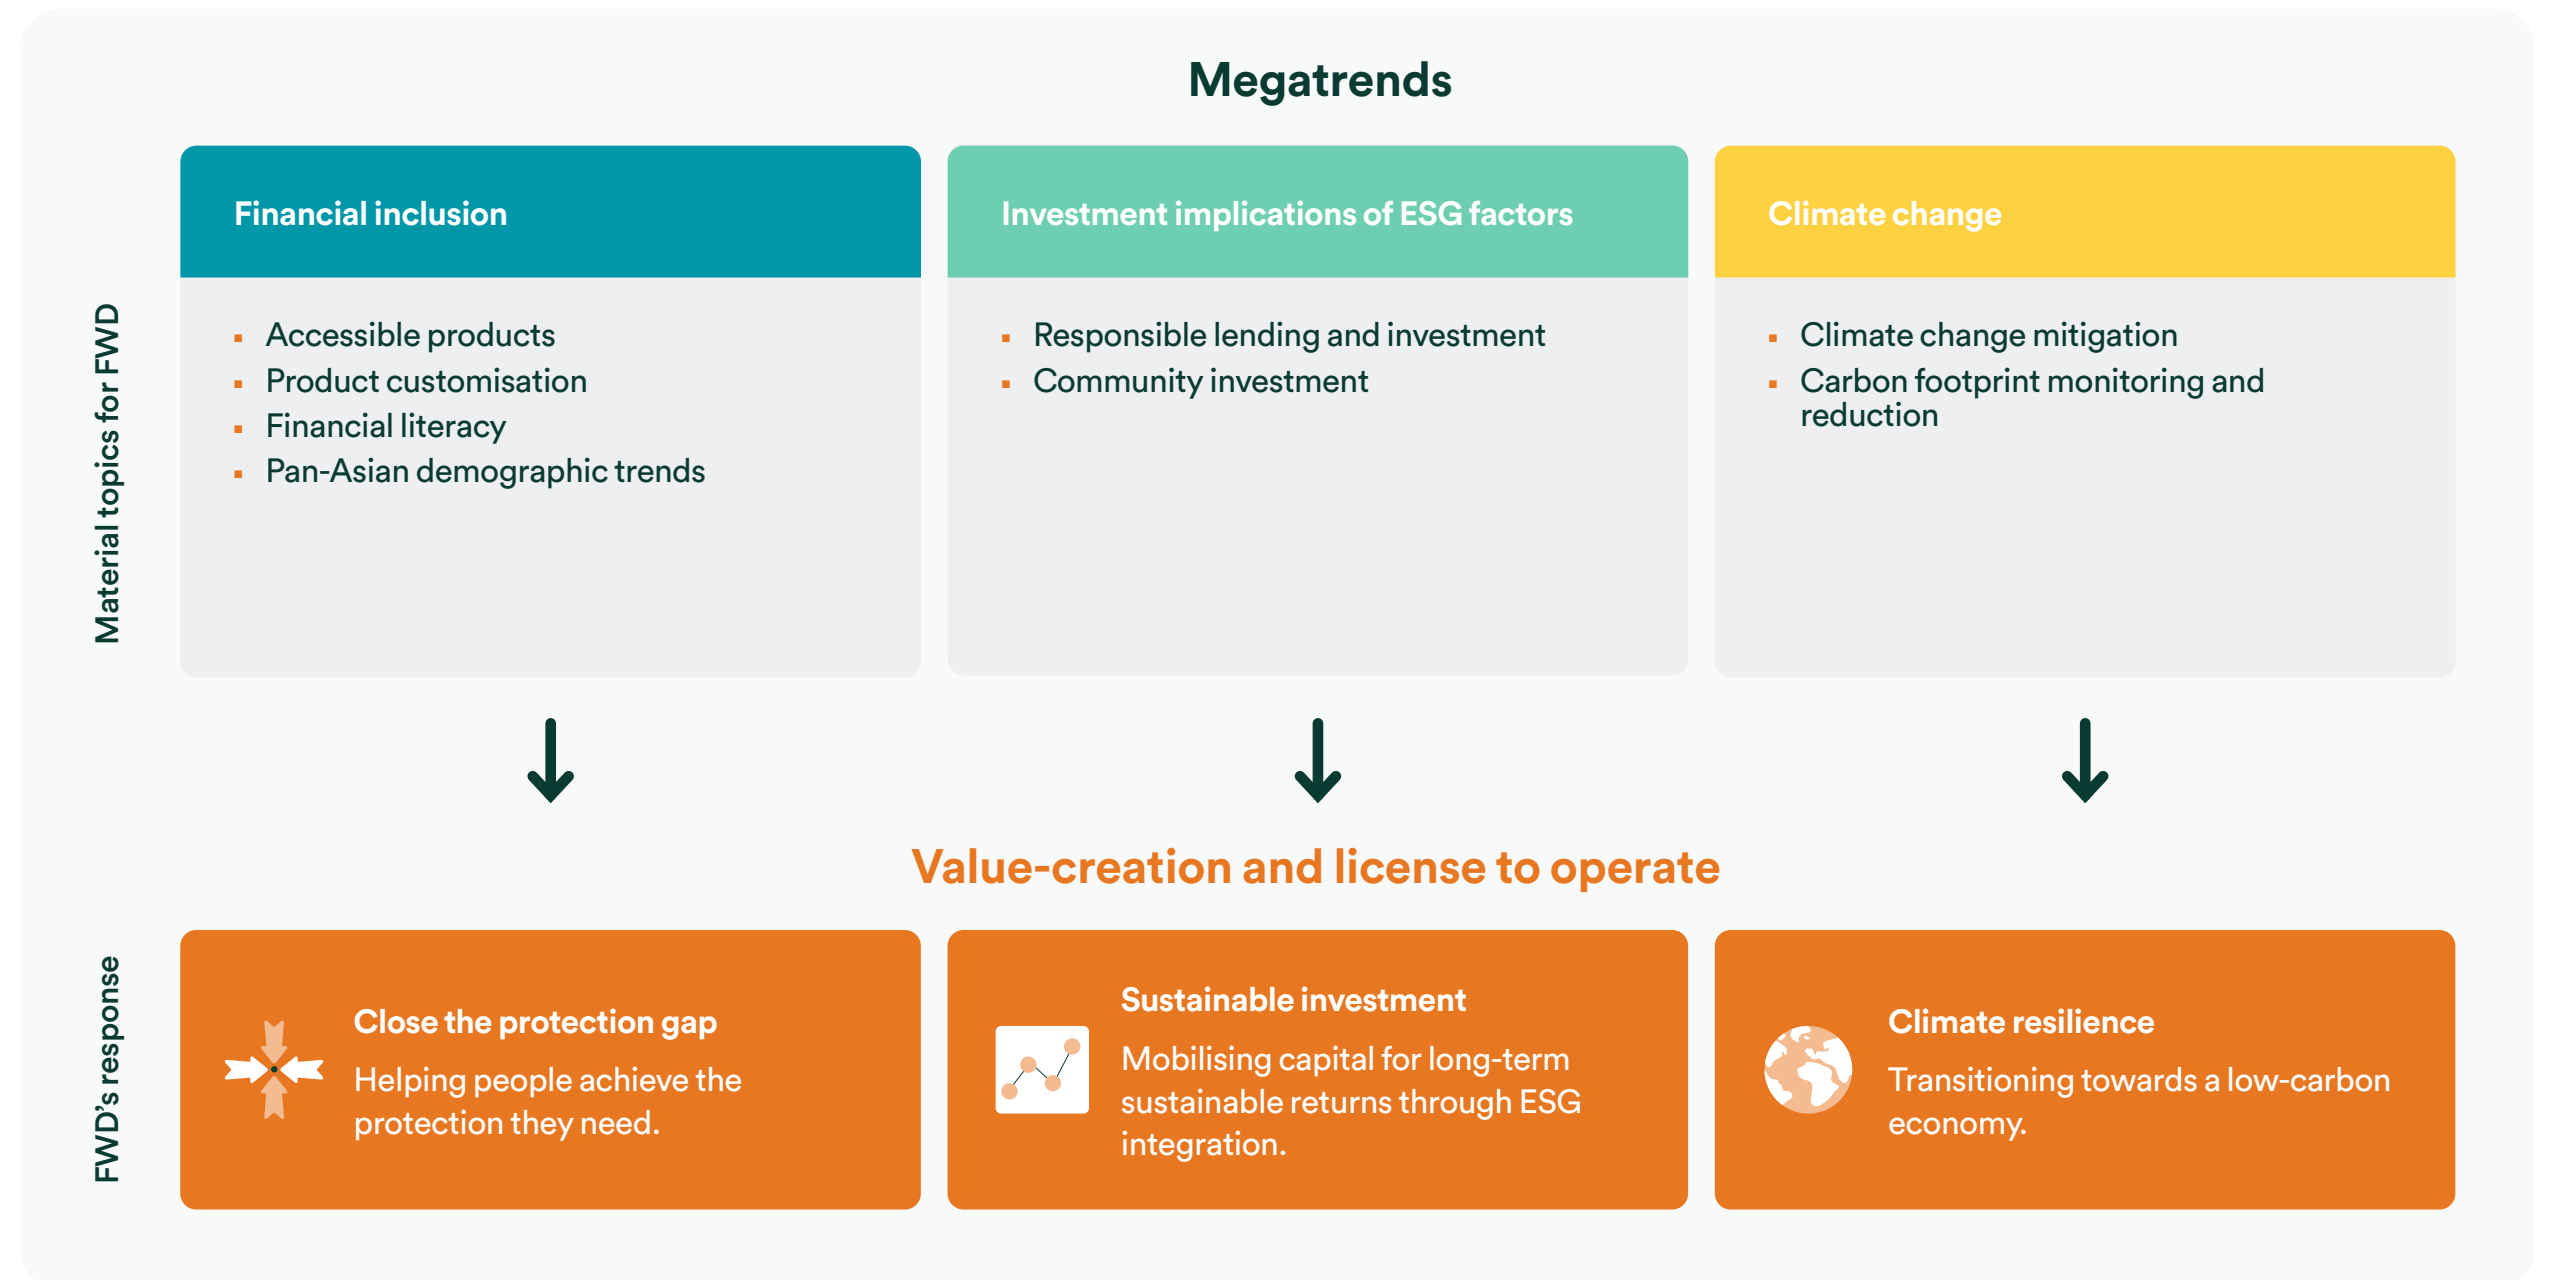 Megatrends
Material topics for FWD
Financial inclusion
Accessible products
Product customisation
Financial literacy
Pan-Asian demographic trends
Investment implications of ESG factors
Responsible lending and investment
Community investment
Climate change
Climate change mitigation
Carbon footprint monitoring and
reduction
Value-creation and license to operate
FWD's response
Close the protection gap
Helping people achieve the
protection they need.
Sustainable investment
Mobilising capital for long-term
sustainable returns through ESG
integration.
Climate resilience
Transitioning towards a low-carbon
economy.